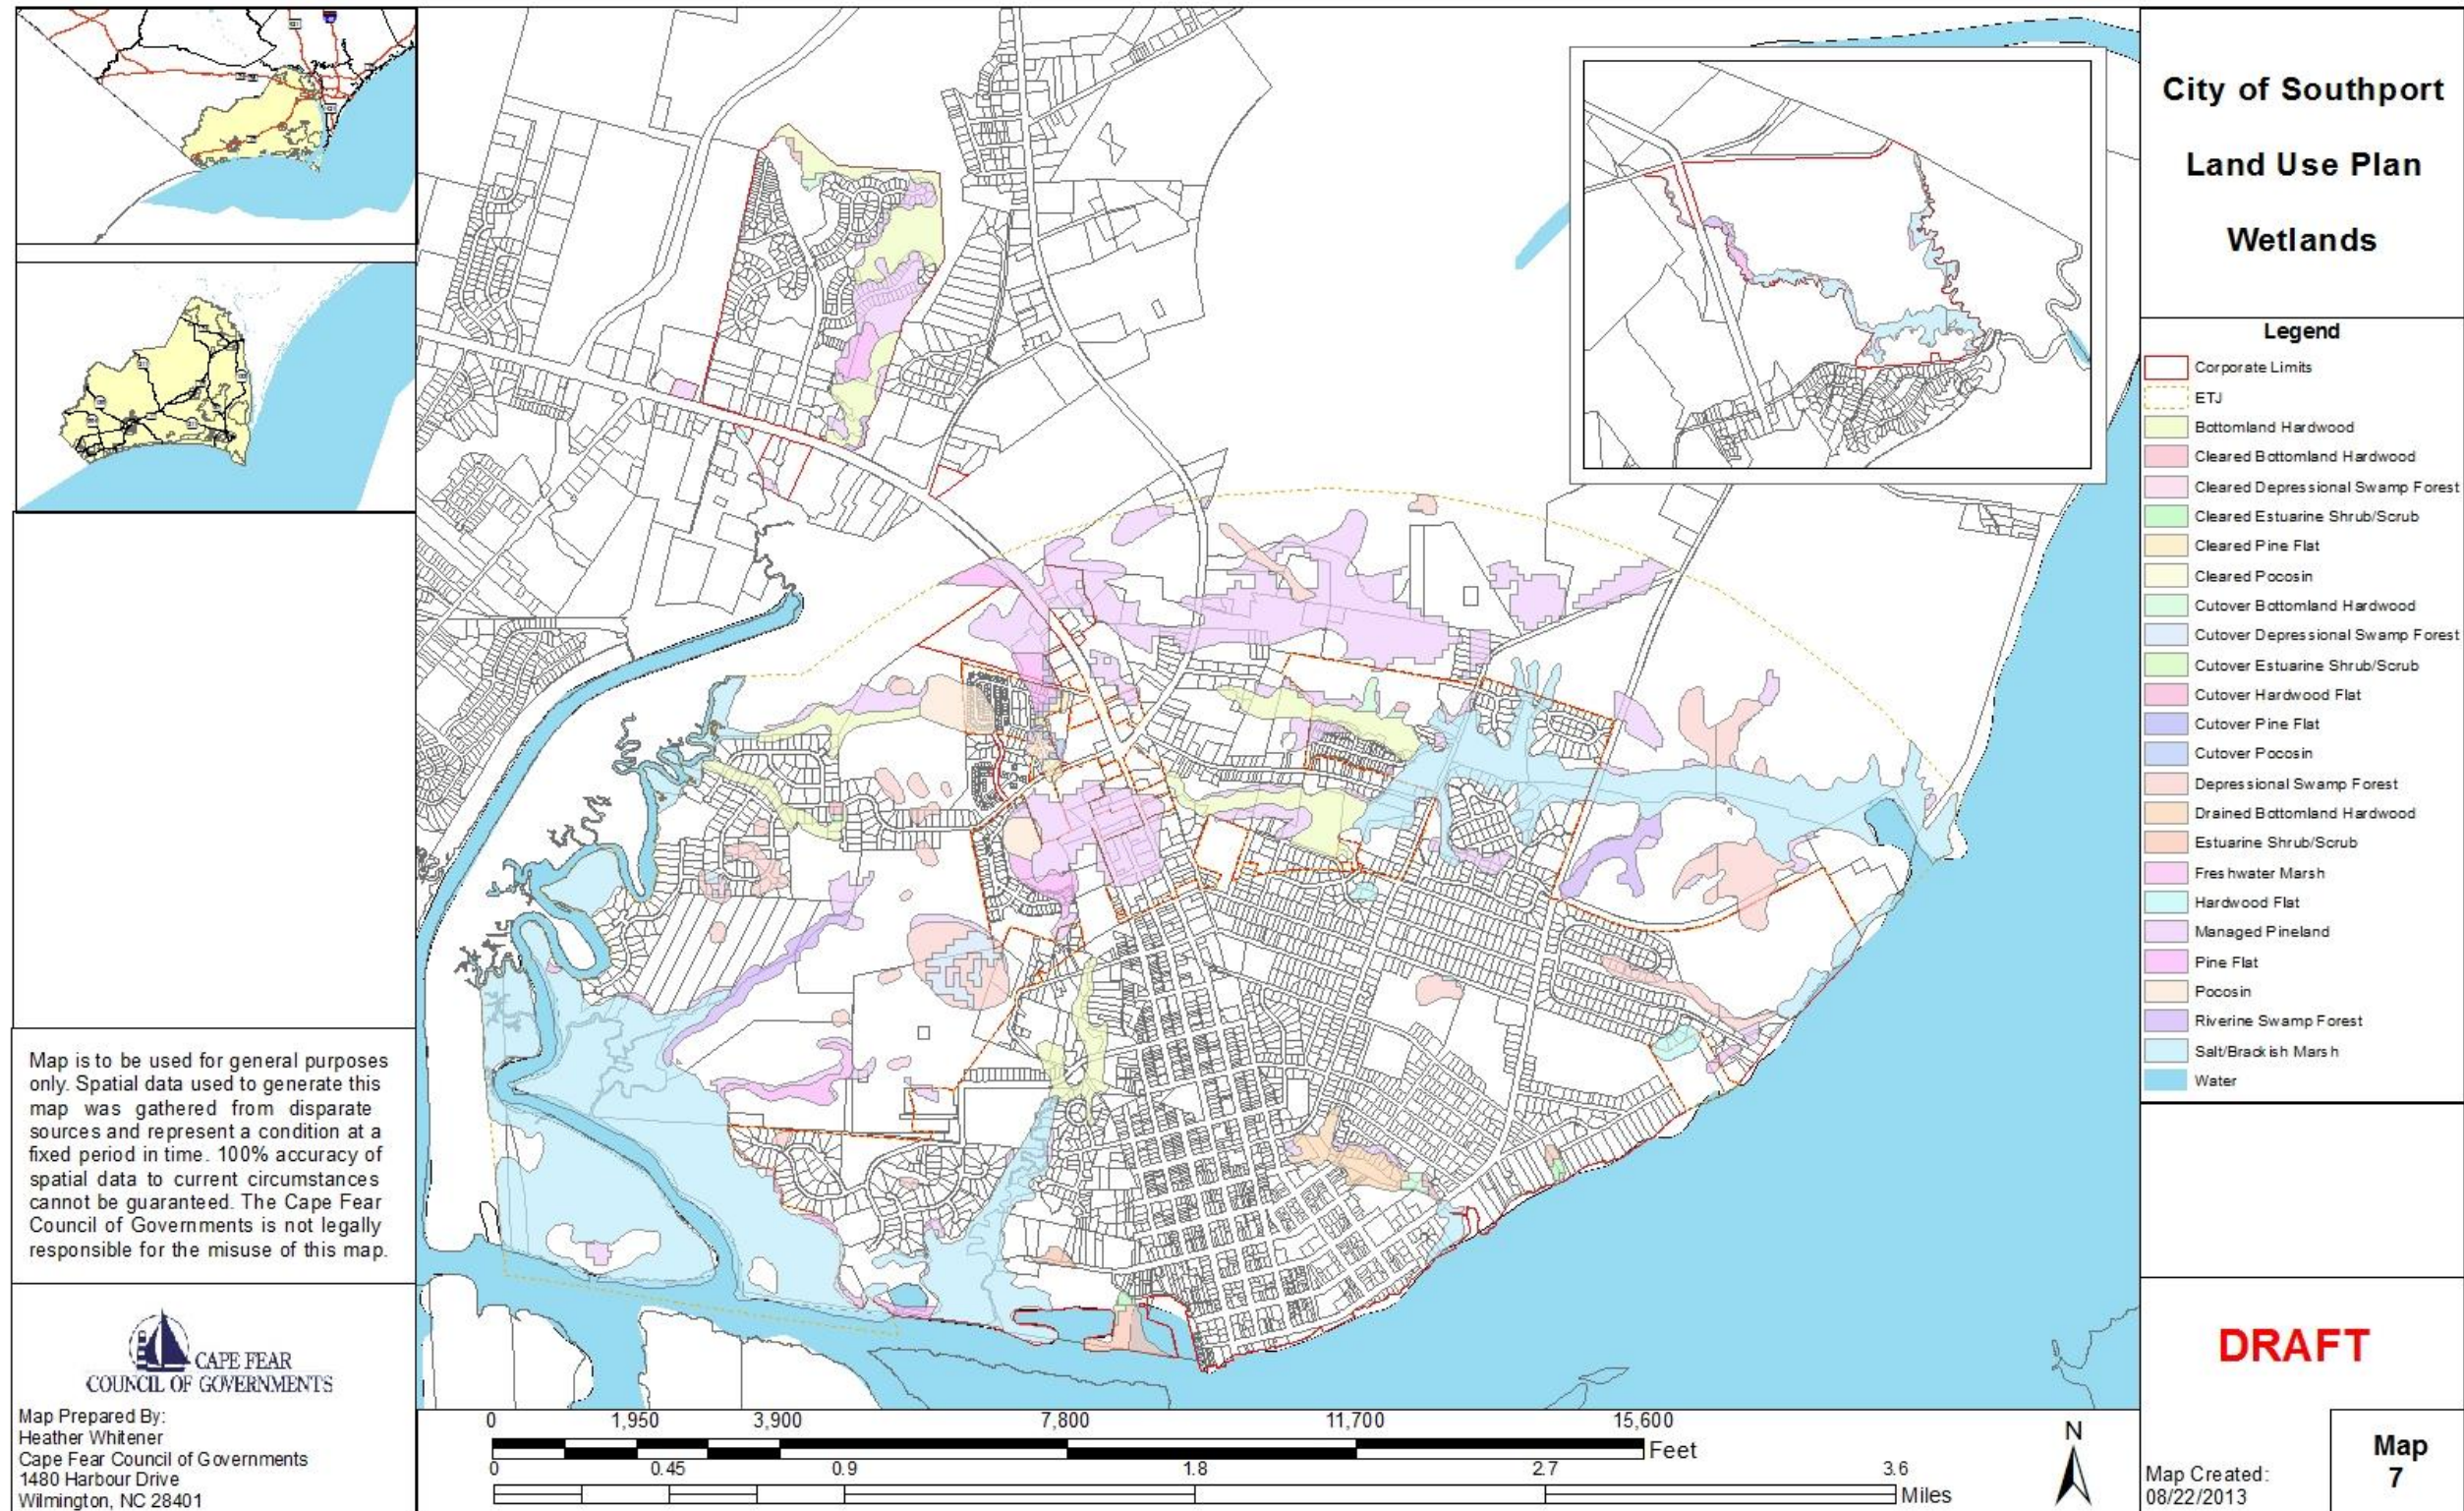 City of Southport
Land Use Plan
Wetlands
Legend
Corporate Limits
ETJ
Bottomland Hardwood
Cleared Bottomland Hardwood
Cleared Depressional Swamp Forest
Cleared Estuarine Shrub/Scrub
Cleared Pine Flat
Cleared Pocosin
Cutover Bottomland Hardwood
Cutover Depressional Swamp Forest
Cutover Estuarine Shrub/Scrub
Cutover Hardwood Flat
Cutover Pine Flat
Cutover Pocosin
Depressional Swamp Forest
Drained Bottomland Hardwood
Estuarine Shrub/Scrub
Freshwater Marsh
Hardwood Flat
Managed Pineland
Pine Flat
Pocosin
Riverine Swamp Forest
Salt/Brackish Marsh
Water
Map is to be used for general purposes
only. Spatial data used to generate this
map was gathered from disparate
sources and represent a condition at a
fixed period in time. 100% accuracy of
spatial data to current circumstances
cannot be guaranteed. The Cape Fear
Council of Governments is not legally
responsible for the misuse of this map.
CAPE FEAR
COUNCIL OF GOVERNMENTS
Map Prepared By:
Heather Whitener
Cape Fear Council of Governments
1480 Harbour Drive
Wilmington, NC 28401
0 1,950 3,900 7,800 11,700 15,600
Feet
0 0.45 0.9 1.8 2.7 3.6
Miles
N
DRAFT
Map Created:
08/22/2013
Map
7